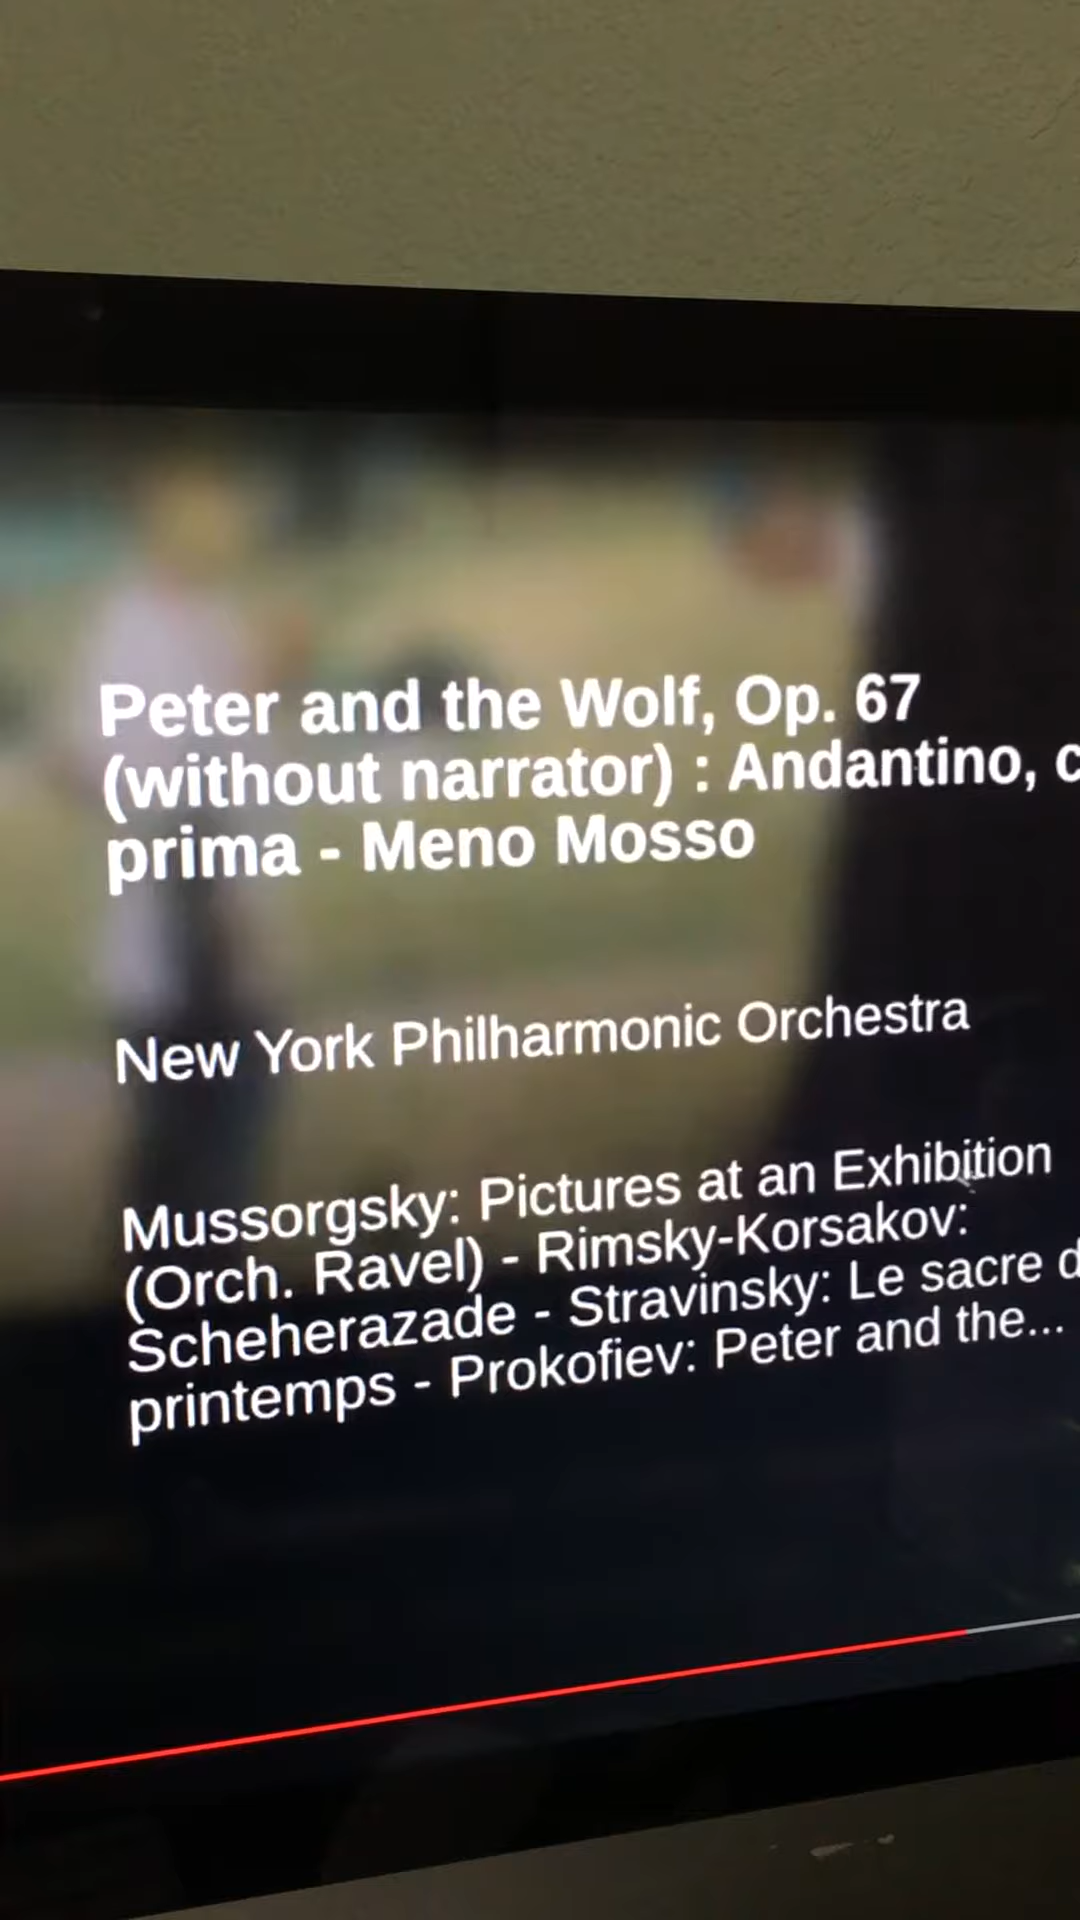 Peter and the Wolf, Op. 67
(without narrator) : Andantino, c
prima - Meno Mosso
New York Philharmonic Orchestra
Mussorgsky: Pictures at an Exhibition
(Orch. Ravel) - Rimsky-Korsakov:
Scheherazade - Stravinsky: Le sacre d
printemps - Prokofiev: Peter and the...